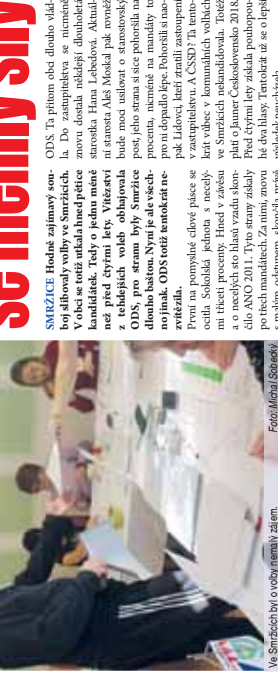 se měnily síly
SMRŽICE Hodně zajímavý sou-
boj slibovaly volby ve Smržicích.
V obci se totiž utkala hned pětice
kandidátek. Tedy o jednu méně
než před čtyřmi lety. Vítězství
z tehdejších voleb obhajovala
ODS, pro stranu byly Smržice
dlouho baštou. Nyní je ale všech-
no jinak. ODS totiž tentokrát ne-
zvítězila.
První na pomyslné cílové pásce se
ocitla Sokolská jednota s necelý-
mi třiceti procenty. Hned v závěsu
a o necelých sto hlasů vzadu skon-
čilo ANO 2011. Tyto strany získaly
po třech mandátech. Za nimi, znovu
s malým odstupem, skončila právě
ODS. Ta přitom obci dlouho vlád-
la. Do zastupitelstva se nicméně
znovu dostala někdejší dlouholetá
starostka Hana Lebedová. Aktuál-
ní starosta Aleš Moskal pak rovněž
bude moci usilovat o starostovský
post, jeho strana si sice pohoršila na
procenta, nicméně na mandáty to
pro ni dopadlo lépe. Pohoršili si nao-
pak Lidovci, kteří ztratili zastoupení
v zastupitelstvu. A ČSSD? Ta tento-
krát vůbec v komunálních volbách
ve Smržicích nekandidovala. Totéž
platí o Jauner Československo 2018.
Před čtyřmi lety získala pouhopou-
hé dva hlasy. Tentokrát už se o lepší
výsledek nepokúšela.
Ve Smržicích byl o volby nemalý zájem.
Foto: Michal Sobecký